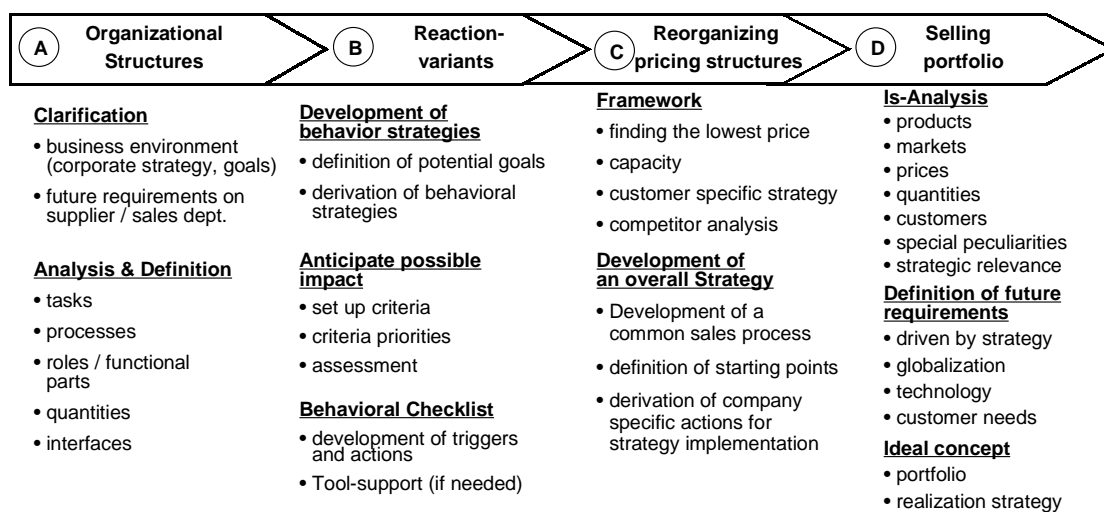 A
Organizational
Structures
B
Reaction-
variants
C
Reorganizing
pricing structures
D
Selling
portfolio
Clarification
• business environment
(corporate strategy, goals)
• future requirements on
supplier / sales dept.
Analysis & Definition
• tasks
• processes
• roles / functional
parts
• quantities
• interfaces
Development of
behavior strategies
• definition of potential goals
• derivation of behavioral
strategies
Anticipate possible
impact
• set up criteria
• criteria priorities
• assessment
Behavioral Checklist
• development of triggers
and actions
• Tool-support (if needed)
Framework
• finding the lowest price
• capacity
• customer specific strategy
• competitor analysis
Development of
an overall Strategy
• Development of a
common sales process
• definition of starting points
• derivation of company
specific actions for
strategy implementation
Is-Analysis
• products
• markets
• prices
• quantities
• customers
• special peculiarities
• strategic relevance
Definition of future
requirements
• driven by strategy
• globalization
• technology
• customer needs
Ideal concept
• portfolio
• realization strategy